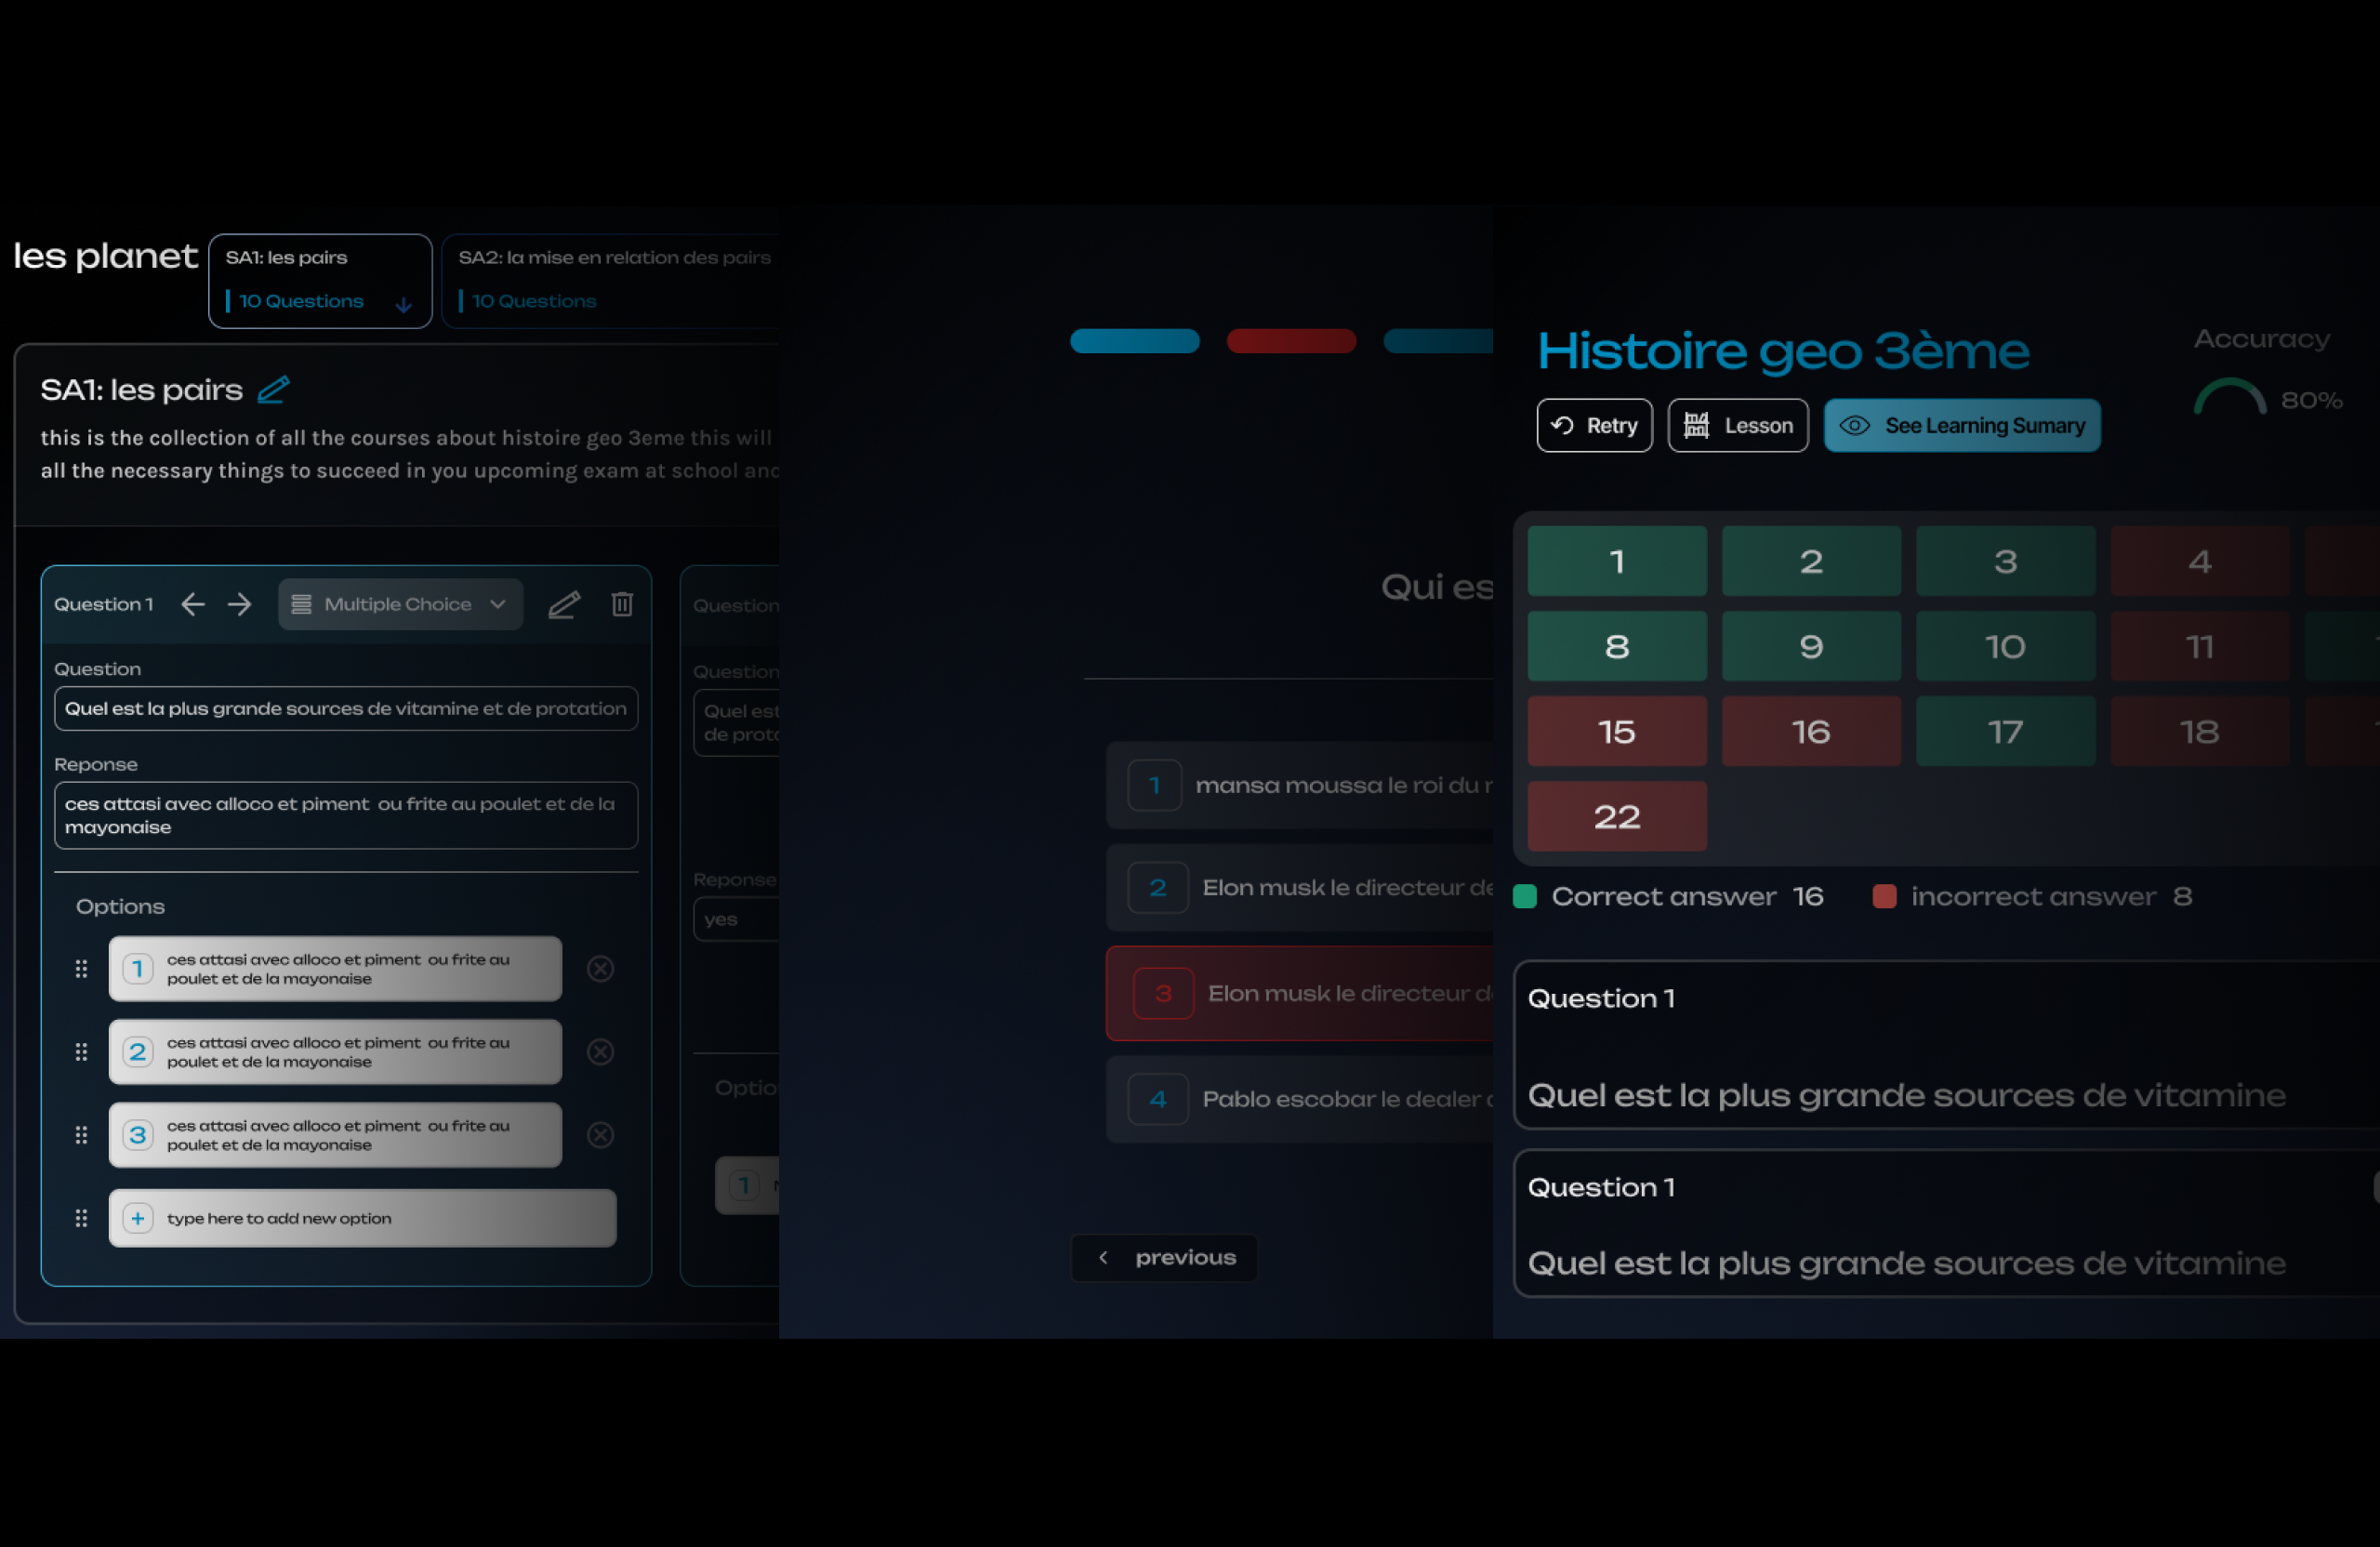 les planet
SA1: les pairs
10 Questions
SA2: la mise en relation des pairs
10 Questions
SA1: les pairs
this is the collection of all the courses about histoire geo 3eme this will
all the necessary things to succeed in you upcoming exam at school and
Question 1
Multiple Choice
Question
Quel est la plus grande sources de vitamine et de protation
Reponse
ces attasi avec alloco et piment ou frite au poulet et de la
mayonaise
Options
1
ces attasi avec alloco et piment ou frite au
poulet et de la mayonaise
2
ces attasi avec alloco et piment ou frite au
poulet et de la mayonaise
3
ces attasi avec alloco et piment ou frite au
poulet et de la mayonaise
+
type here to add new option
Question
Question
Quel est
de prot
Reponse
yes
Optio
1
Qui es
1 mansa moussa le roi du
2 Elon musk le directeur de
3 Elon musk le directeur d
4 Pablo escobar le dealer
previous
Histoire geo 3ème
Retry
Lesson
See Learning Sumary
Accuracy
80%
1 2 3 4
8 9 10 11
15 16 17 18
22
Correct answer 16
incorrect answer 8
Question 1
Quel est la plus grande sources de vitamine
Question 1
Quel est la plus grande sources de vitamine